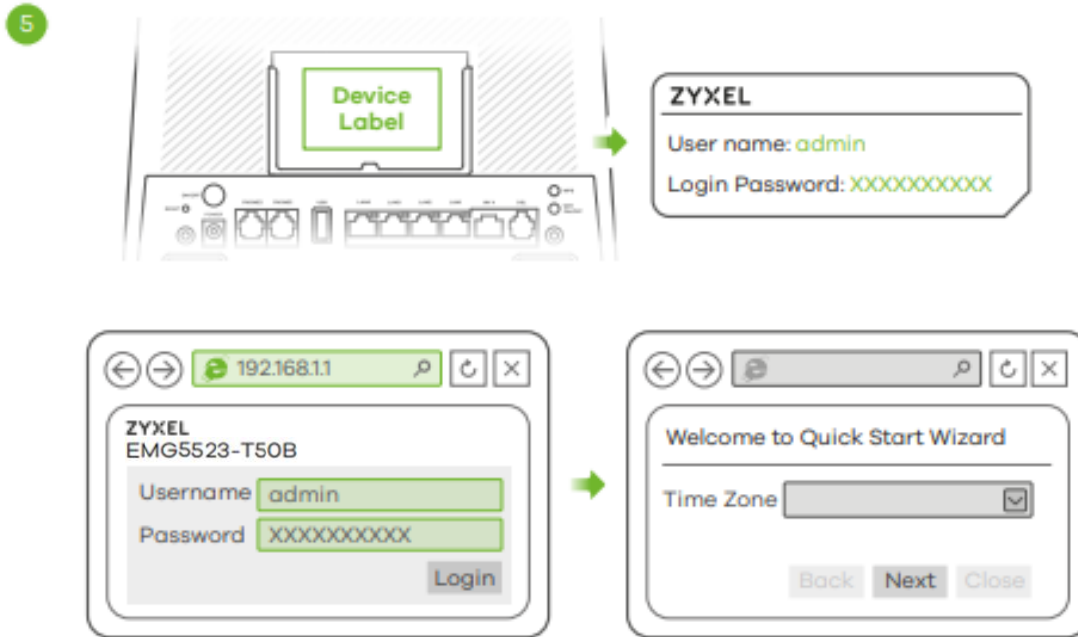 5
Device
Label
ZYXEL
User name: admin
Login Password: XXXXXXXXXX
192.168.1.1
ZYXEL
EMG5523-T50B
Username admin
Password XXXXXXXXXX
Login
Welcome to Quick Start Wizard
Time Zone
Back Next Close